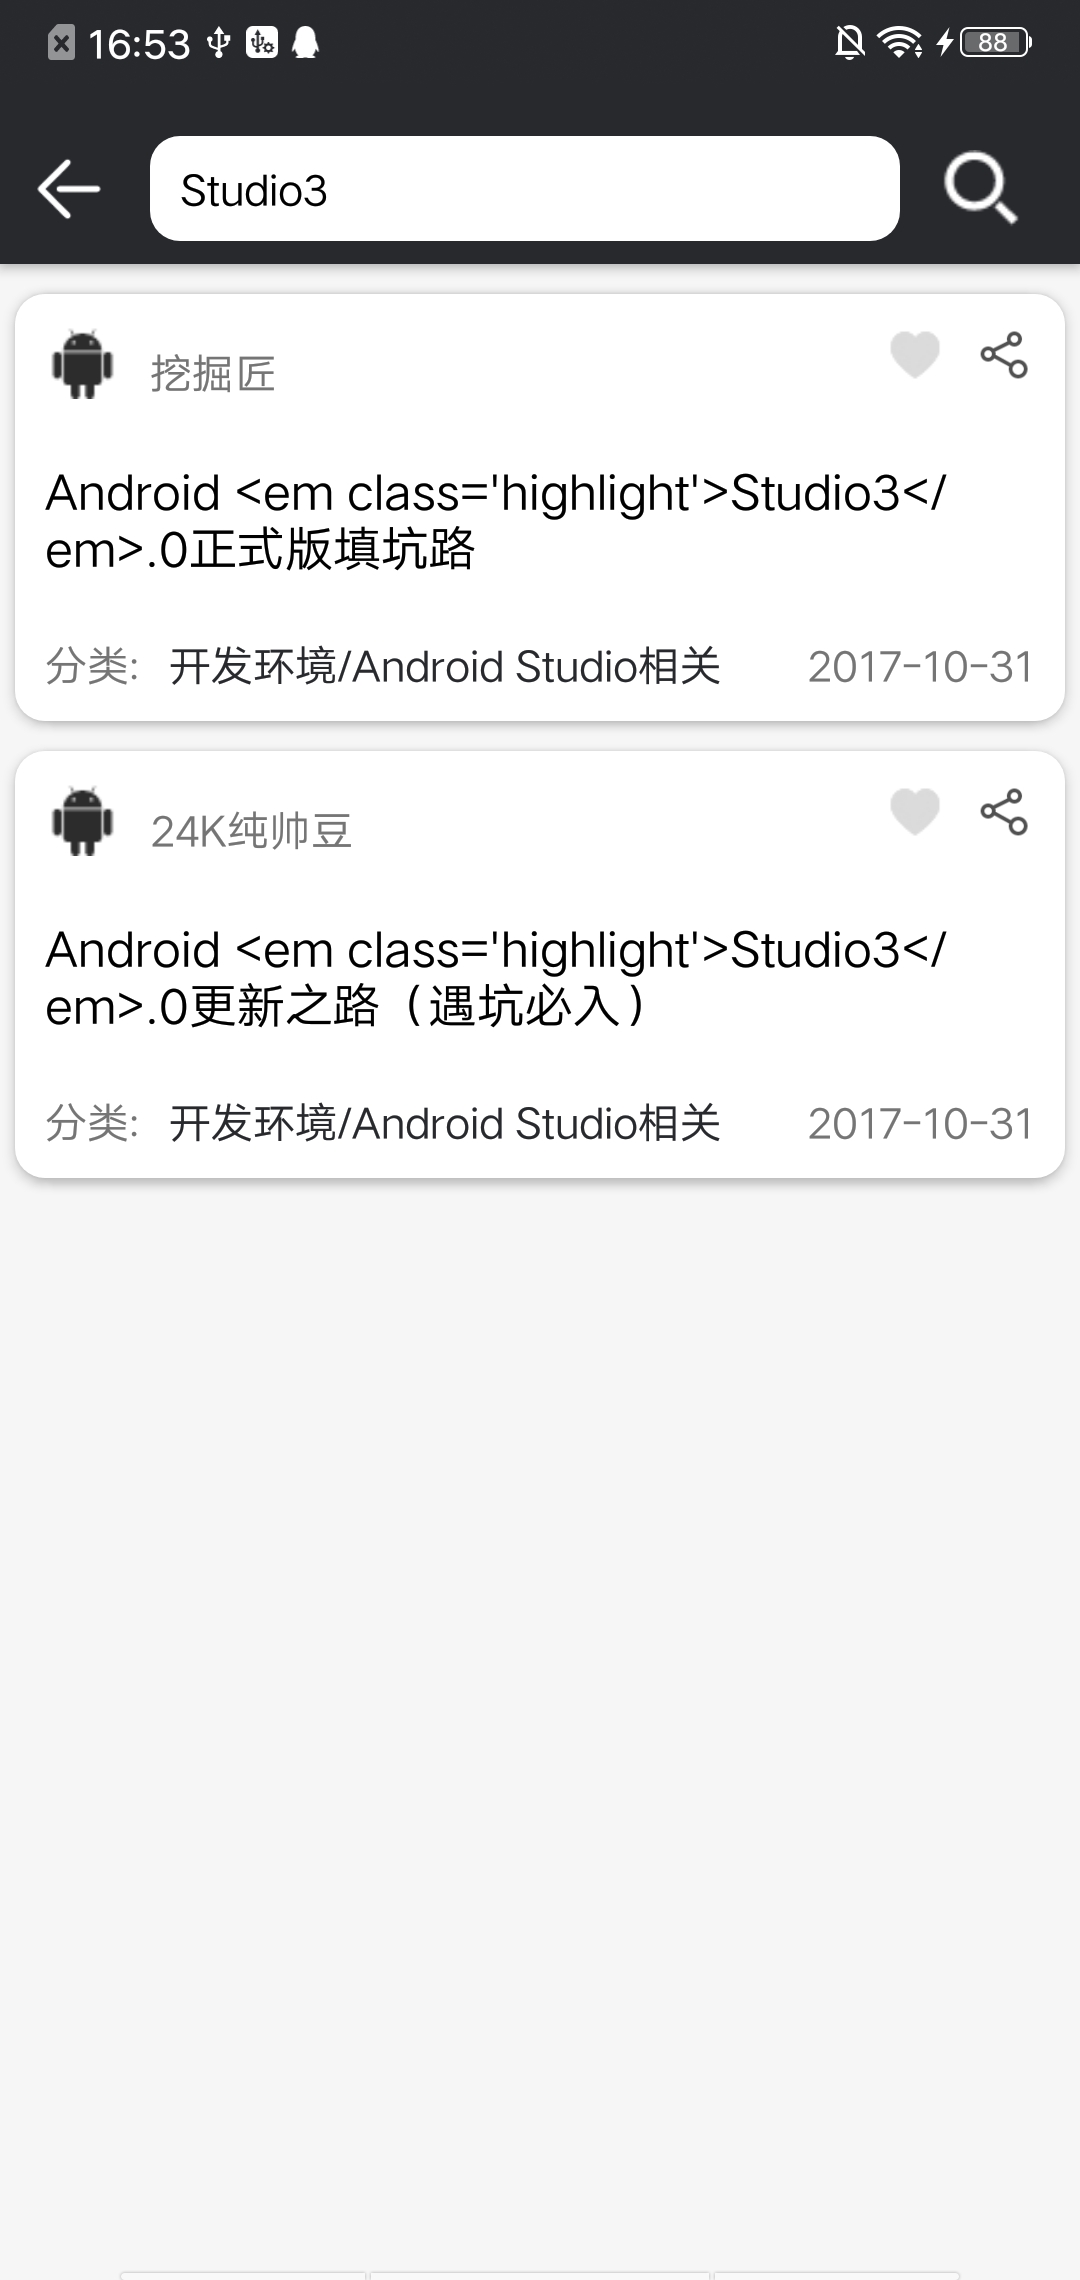 16:53
88
Studio3
挖掘匠
Android <em class='highlight'>Studio3</
em>.0正式版填坑路
分类: 开发环境/Android Studio相关 2017-10-31
24K纯帅豆
Android <em class='highlight'>Studio3</
em>.0更新之路（遇坑必入）
分类: 开发环境/Android Studio相关 2017-10-31